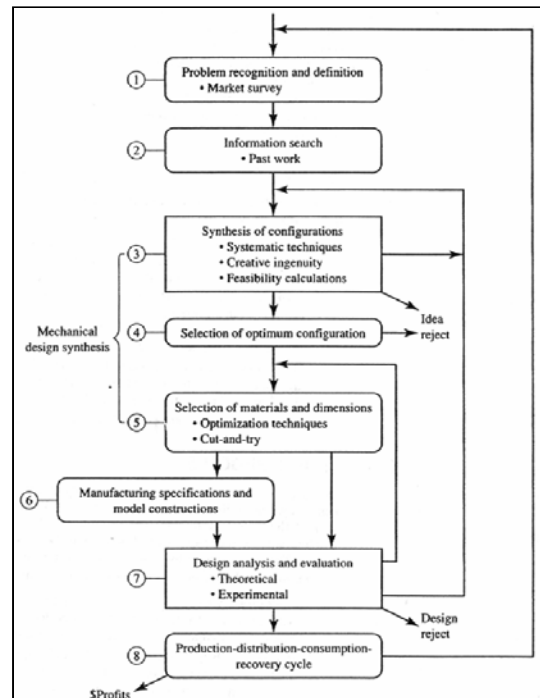 ① Problem recognition and definition
• Market survey
② Information search
• Past work
③ Synthesis of configurations
• Systematic techniques
• Creative ingenuity
• Feasibility calculations
Idea
reject
Mechanical
design synthesis
④ Selection of optimum configuration
⑤ Selection of materials and dimensions
• Optimization techniques
• Cut-and-try
⑥ Manufacturing specifications and
model constructions
⑦ Design analysis and evaluation
• Theoretical
• Experimental
Design
reject
⑧ Production-distribution-consumption-
recovery cycle
$Profits